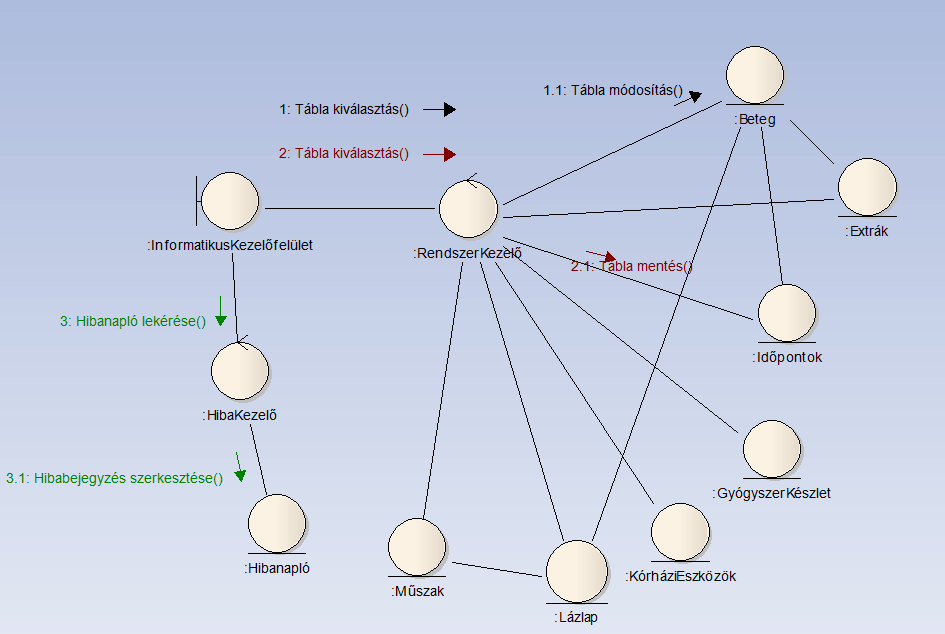 1.1: Tábla módosítás()
:Beteg
1: Tábla kiválasztás()
2: Tábla kiválasztás()
:Extrák
:InformatikusKezelőfelület
:RendszerKezelő
2.1: Tábla mentés()
3: Hibanapló lekérése()
:Időpontok
:HibaKezelő
3.1: Hibabejegyzés szerkesztése()
:GyógyszerKészlet
:Hibanapló
:KórháziEszközök
:Műszak
:Lázlap